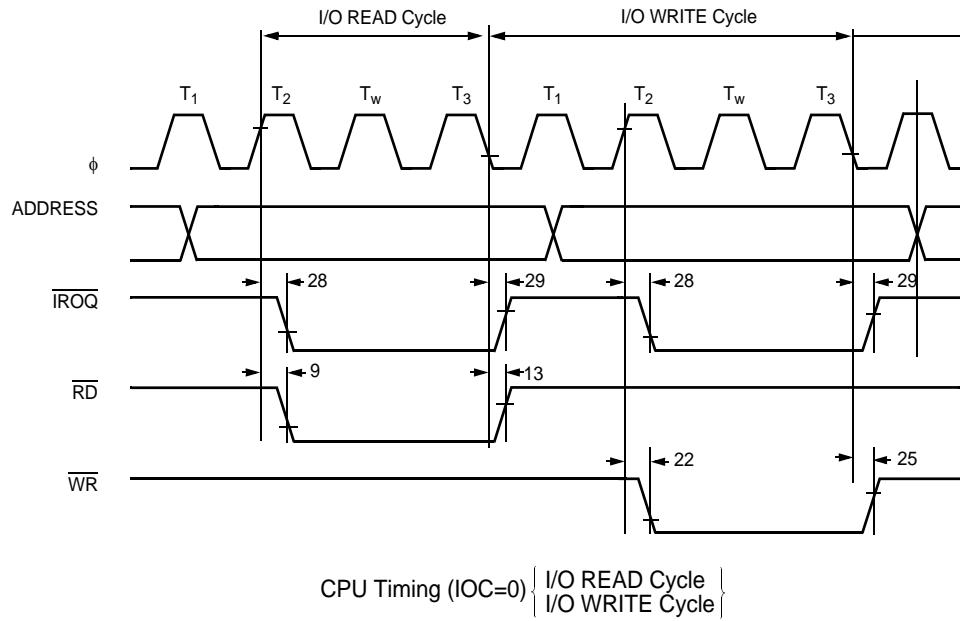 I/O READ Cycle I/O WRITE Cycle
T1 T2 Tw T3 T1 T2 Tw T3
ϕ
ADDRESS
28 29 28 29
IROQ
9 13
RD
22 25
WR
CPU Timing (IOC=0) { I/O READ Cycle
I/O WRITE Cycle }